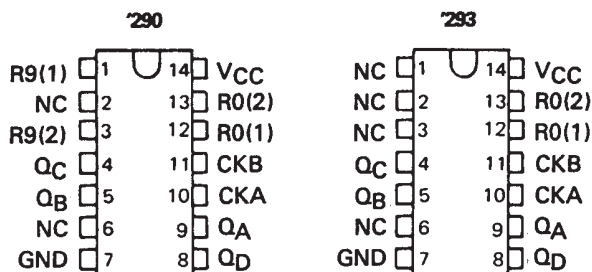 '290
R9(1) 1 14 VCC
NC 2 13 R0(2)
R9(2) 3 12 R0(1)
QC 4 11 CKB
QB 5 10 CKA
NC 6 9 QA
GND 7 8 QD
'293
NC 1 14 VCC
NC 2 13 R0(2)
NC 3 12 R0(1)
QC 4 11 CKB
QB 5 10 CKA
NC 6 9 QA
GND 7 8 QD